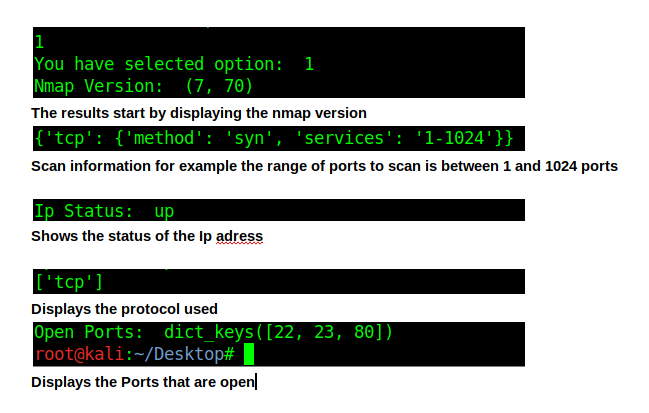 1
You have selected option:  1
Nmap Version:  (7, 70)
The results start by displaying the nmap version
{'tcp': {'method': 'syn', 'services': '1-1024'}}
Scan information for example the range of ports to scan is between 1 and 1024 ports
Ip Status:  up
Shows the status of the Ip adress
['tcp']
Displays the protocol used
Open Ports:  dict_keys([22, 23, 80])
root@kali:~/Desktop#
Displays the Ports that are open